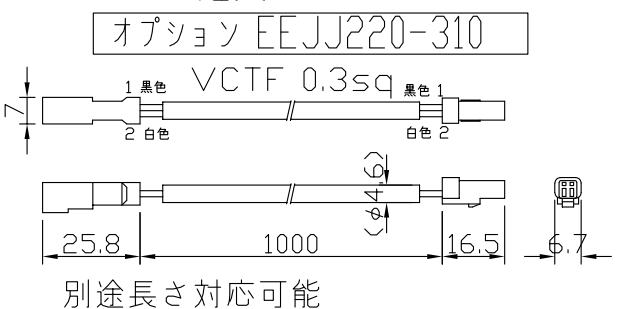 オプション EEJJ220-310
VCTF 0.3sq
1 黒色
黒色 1
7
2 白色
白色 2
(φ4.6)
25.8
1000
16.5
6.7
別途長さ対応可能